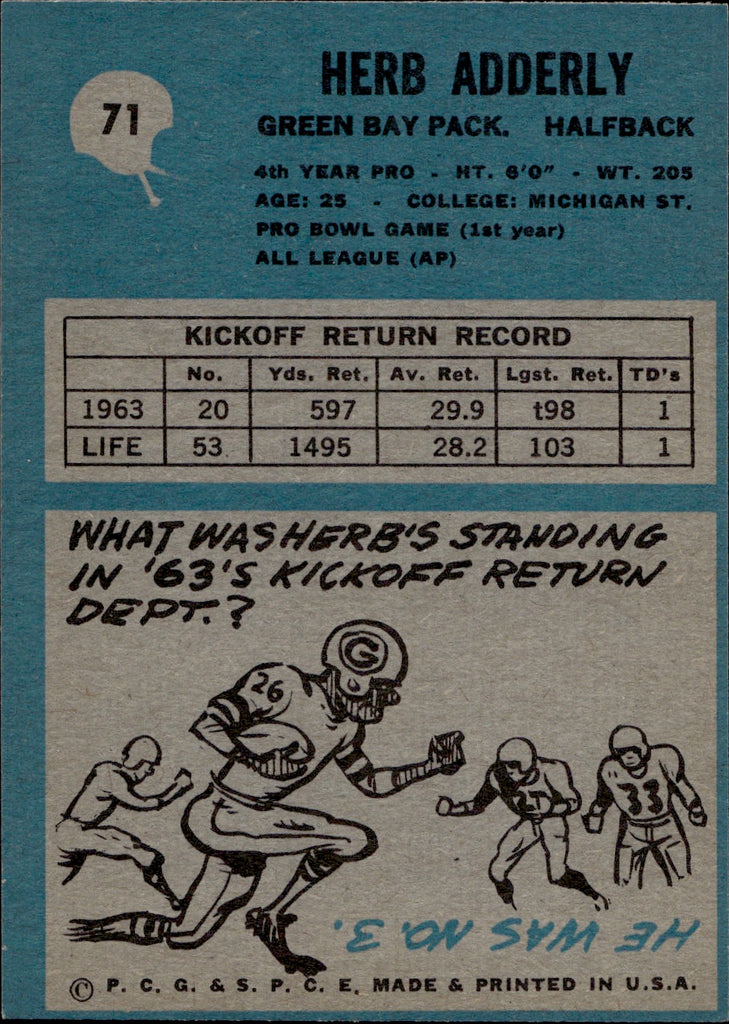 71
HERB ADDERLY
GREEN BAY PACK. HALFBACK
4th YEAR PRO - HT. 6'0" - WT. 205
AGE: 25 - COLLEGE: MICHIGAN ST.
PRO BOWL GAME (1st year)
ALL LEAGUE (AP)
KICKOFF RETURN RECORD
No. Yds. Ret. Av. Ret. Lgst. Ret. TD's
1963 20 597 29.9 t98 1
LIFE 53 1495 28.2 103 1
WHAT WAS HERB'S STANDING
IN '63'S KICKOFF RETURN
DEPT.?
G
26
33
HE WAS NO. 3.
© P. C. G. & S. P. C. E. MADE & PRINTED IN U.S.A.